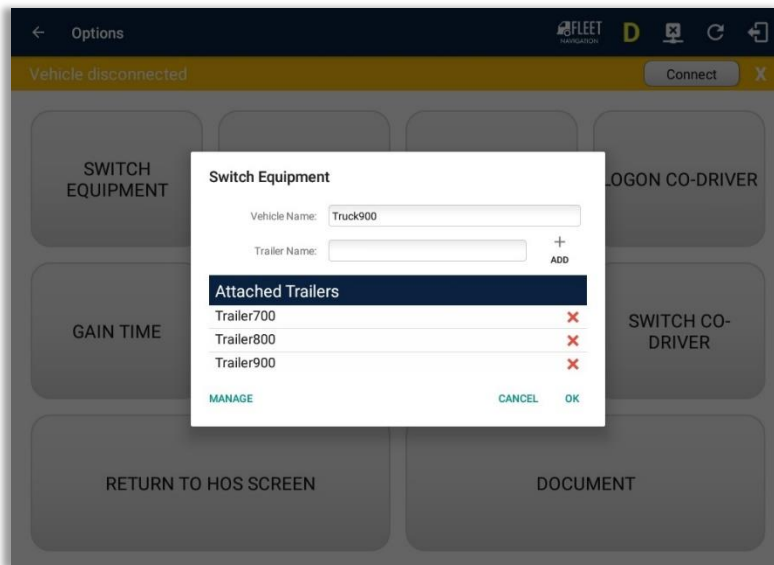 Options
FLEET
NAVIGATION
D
Vehicle disconnected
Connect
X
SWITCH
EQUIPMENT
LOGON CO-DRIVER
Switch Equipment
Vehicle Name:
Truck900
Trailer Name:
ADD
Attached Trailers
Trailer700
Trailer800
Trailer900
MANAGE
CANCEL
OK
GAIN TIME
SWITCH CO-
DRIVER
RETURN TO HOS SCREEN
DOCUMENT